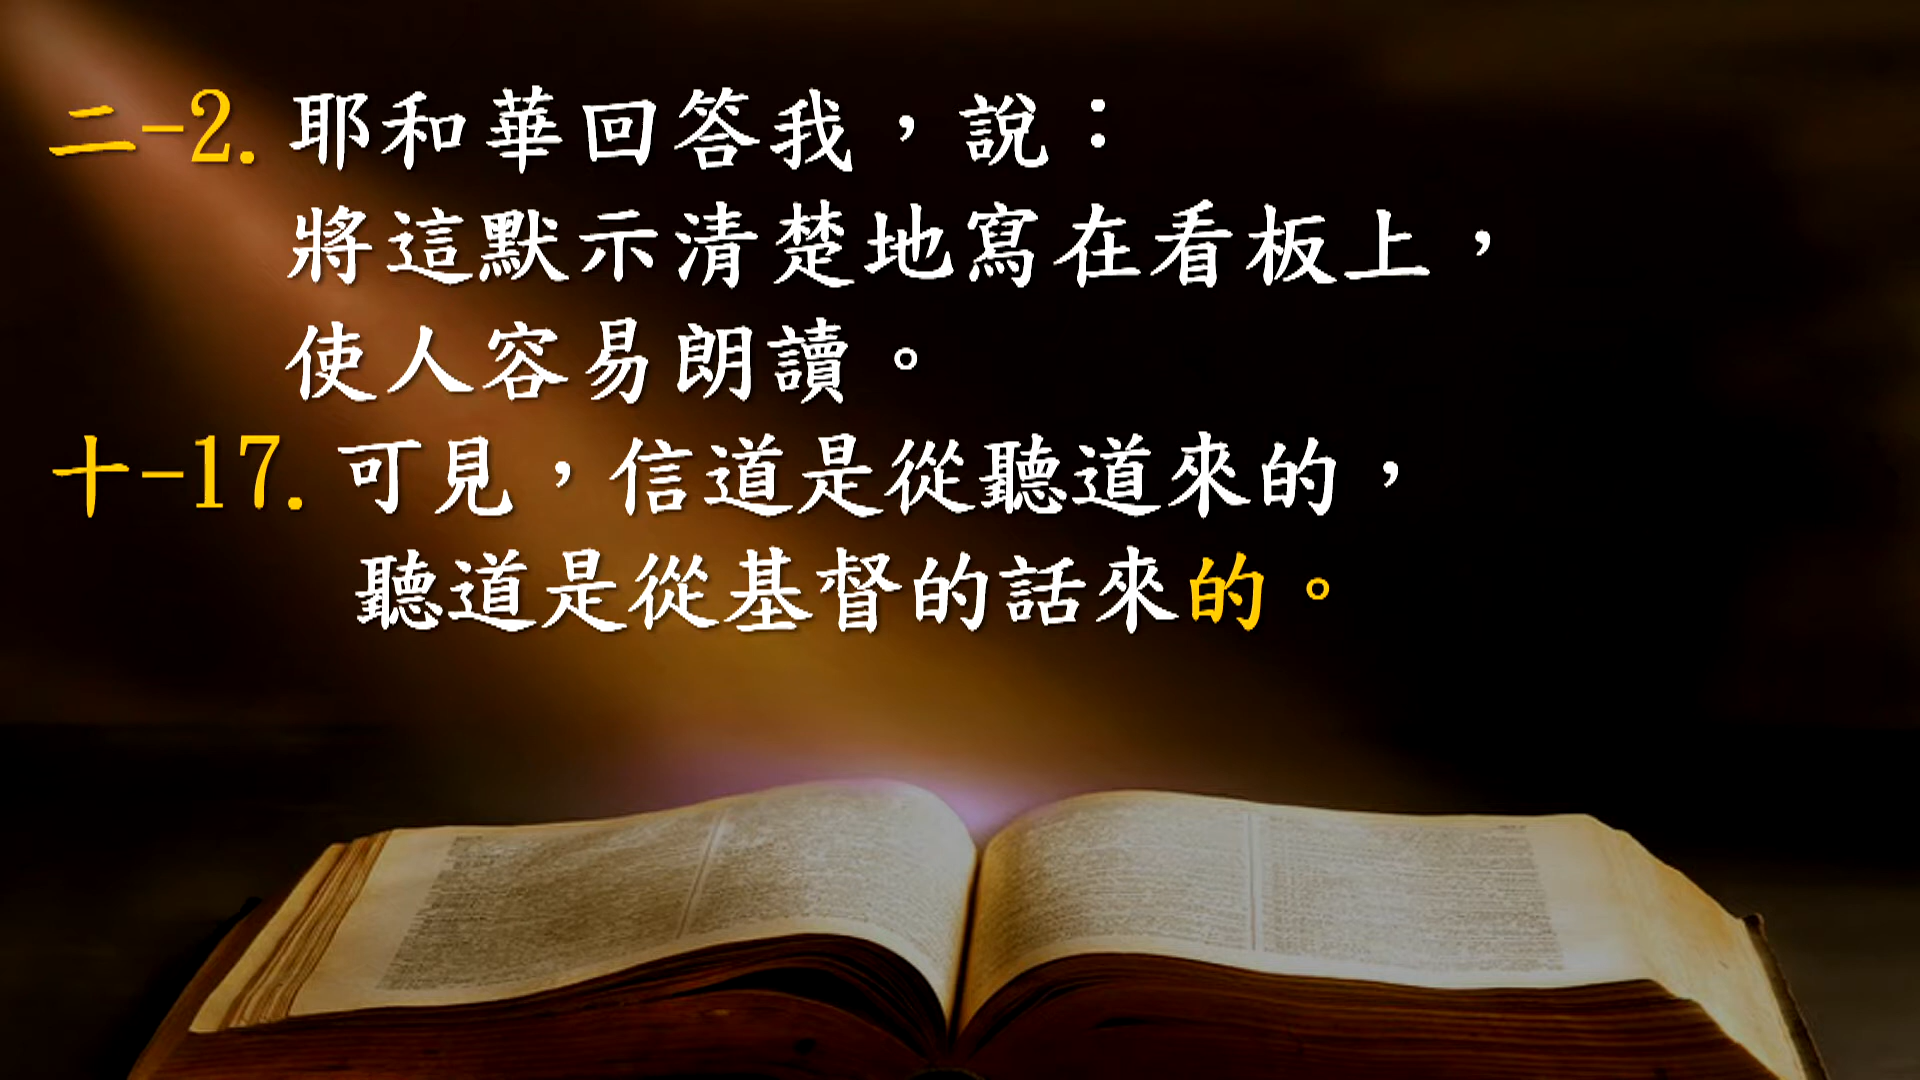 二-2. 耶和華回答我，說：
將這默示清楚地寫在看板上，
使人容易朗讀。
十-17. 可見，信道是從聽道來的，
聽道是從基督的話來的。